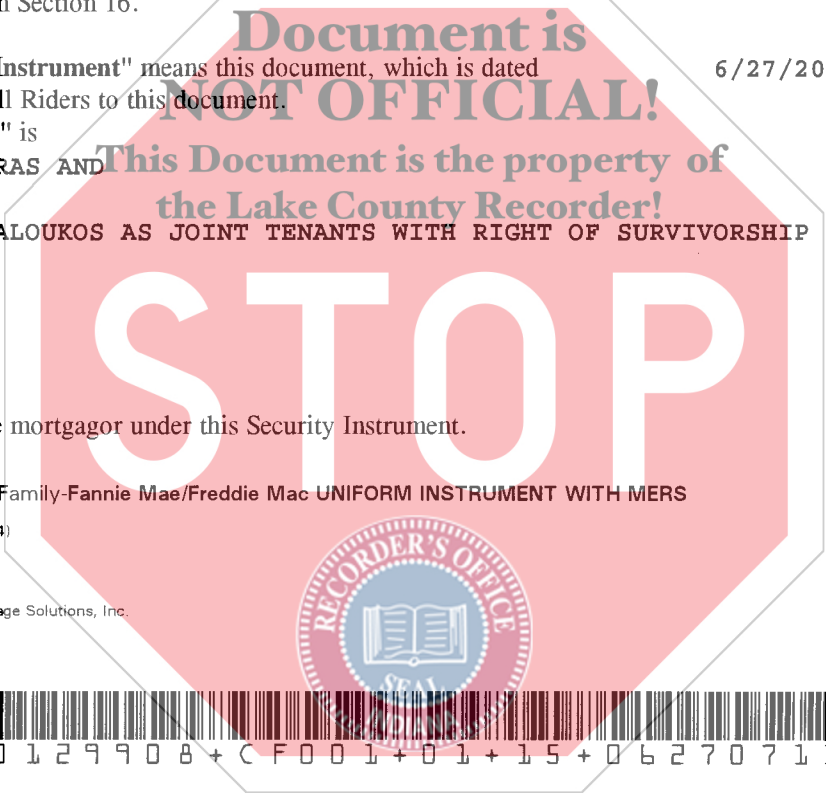 n Section 16.
Document is
Instrument" means this document, which is dated 6/27/20
NOT OFFICIAL!
ll Riders to this document.
" is
This Document is the property of
RAS AND
the Lake County Recorder!
ALOUKOS AS JOINT TENANTS WITH RIGHT OF SURVIVORSHIP
STOP
mortgagor under this Security Instrument.
Family-Fannie Mae/Freddie Mac UNIFORM INSTRUMENT WITH MERS
4)
RECORDER'S OFFICE
ge Solutions, Inc.
SEAL
INDIANA
0129908+CF001+01+15+0627071